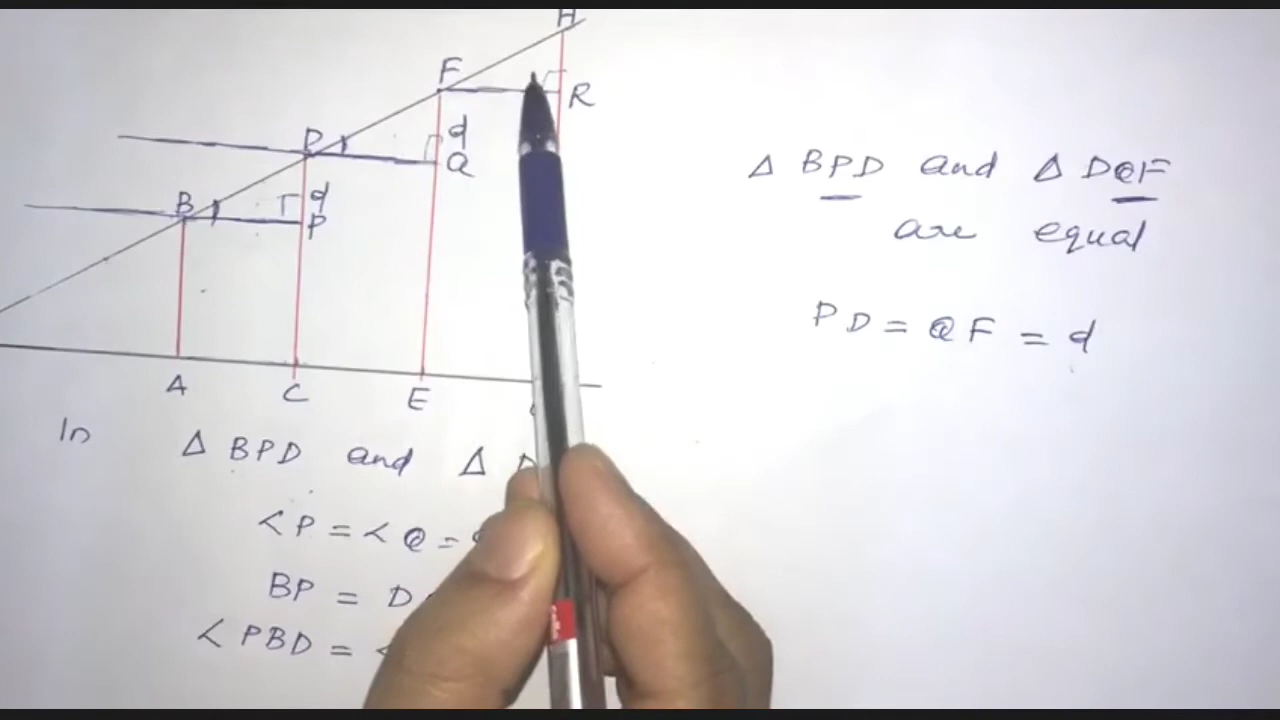 H
F
R
D
d
Q
B
d
P
A
C
E
Δ BPD and Δ DQF
are equal
PD = QF = d
In Δ BPD and Δ D
<P = <Q =
BP = D
<PBD = <